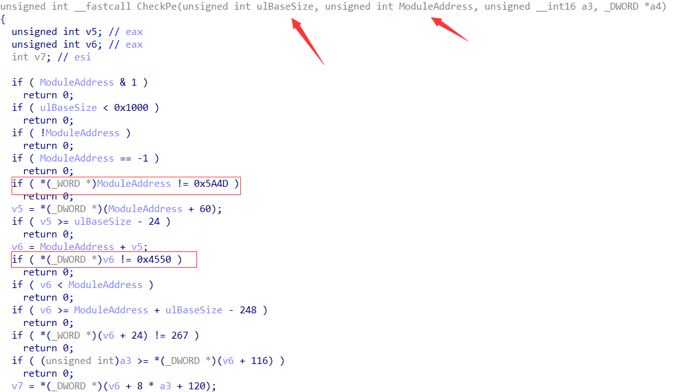 unsigned int __fastcall CheckPe(unsigned int ulBaseSize, unsigned int ModuleAddress, unsigned __int16 a3, _DWORD *a4)
{
unsigned int v5; // eax
unsigned int v6; // eax
int v7; // esi
if ( ModuleAddress & 1 )
return 0;
if ( ulBaseSize < 0x1000 )
return 0;
if ( !ModuleAddress )
return 0;
if ( ModuleAddress == -1 )
return 0;
if ( *(_WORD *)ModuleAddress != 0x5A4D )
return 0;
v5 = *(_DWORD *)(ModuleAddress + 60);
if ( v5 >= ulBaseSize - 24 )
return 0;
v6 = ModuleAddress + v5;
if ( *(_DWORD *)v6 != 0x4550 )
return 0;
if ( v6 < ModuleAddress )
return 0;
if ( v6 >= ModuleAddress + ulBaseSize - 248 )
return 0;
if ( *(_WORD *)(v6 + 24) != 267 )
return 0;
if ( (unsigned int)a3 >= *(_DWORD *)(v6 + 116) )
return 0;
v7 = *(_DWORD *)(v6 + 8 * a3 + 120);